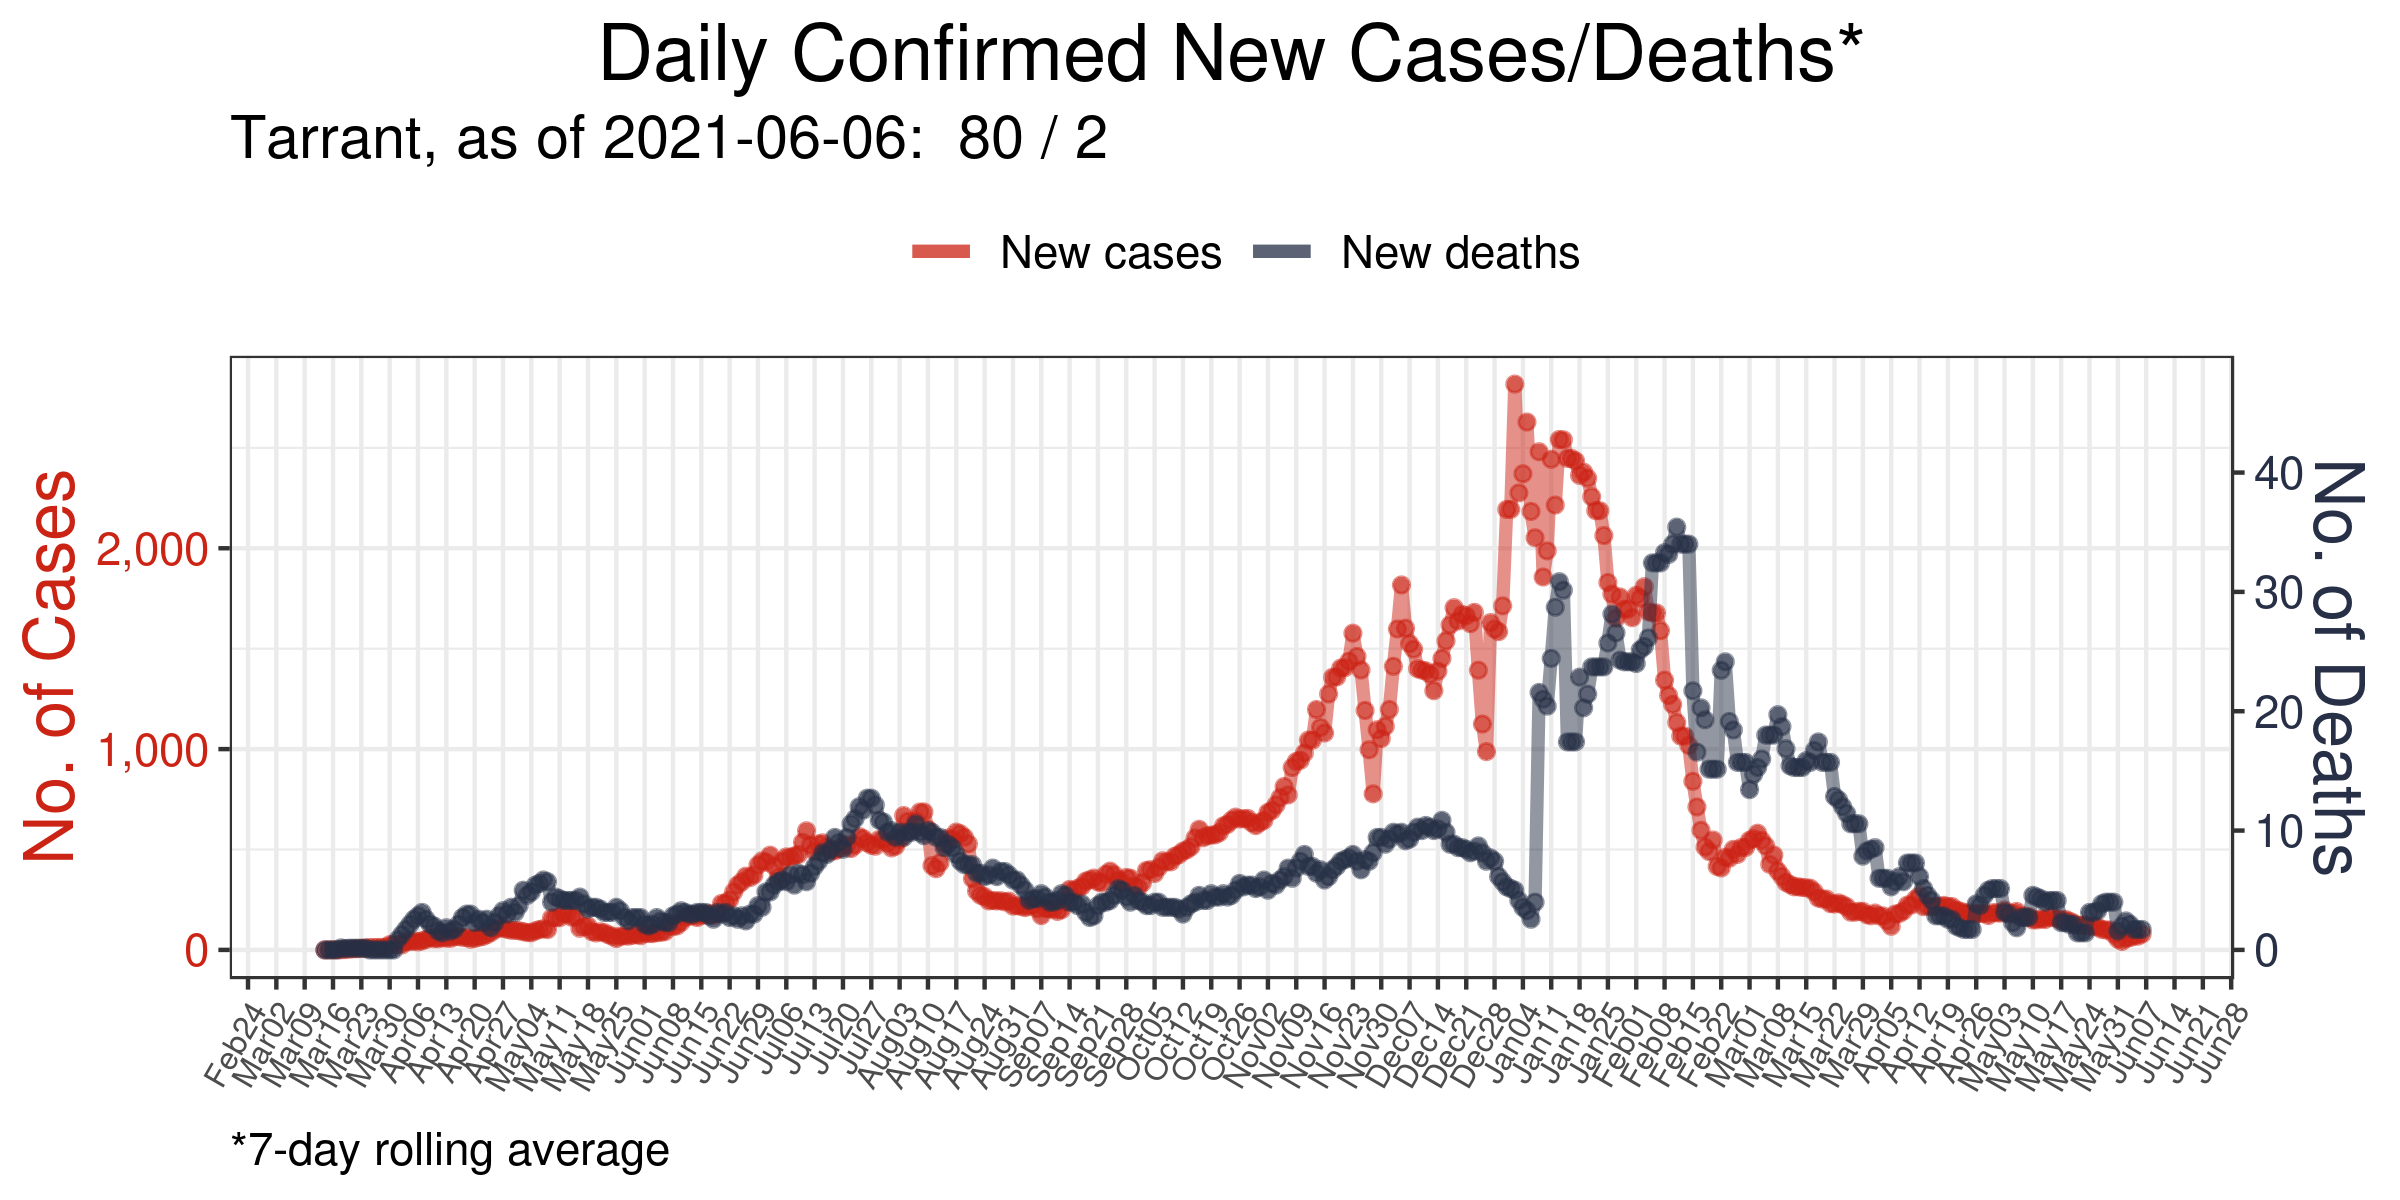 Daily Confirmed New Cases/Deaths*
Tarrant, as of 2021-06-06:  80 / 2
New cases
New deaths
No. of Cases
2,000
1,000
0
40
30
20
10
0
No. of Deaths
Feb24
Mar02
Mar09
Mar16
Mar23
Mar30
Apr06
Apr13
Apr20
Apr27
May04
May11
May18
May25
Jun01
Jun08
Jun15
Jun22
Jun29
Jul06
Jul13
Jul20
Jul27
Aug03
Aug10
Aug17
Aug24
Aug31
Sep07
Sep14
Sep21
Sep28
Oct05
Oct12
Oct19
Oct26
Nov02
Nov09
Nov16
Nov23
Nov30
Dec07
Dec14
Dec21
Dec28
Jan04
Jan11
Jan18
Jan25
Feb01
Feb08
Feb15
Feb22
Mar01
Mar08
Mar15
Mar22
Mar29
Apr05
Apr12
Apr19
Apr26
May03
May10
May17
May24
May31
Jun07
Jun14
Jun21
Jun28
*7-day rolling average